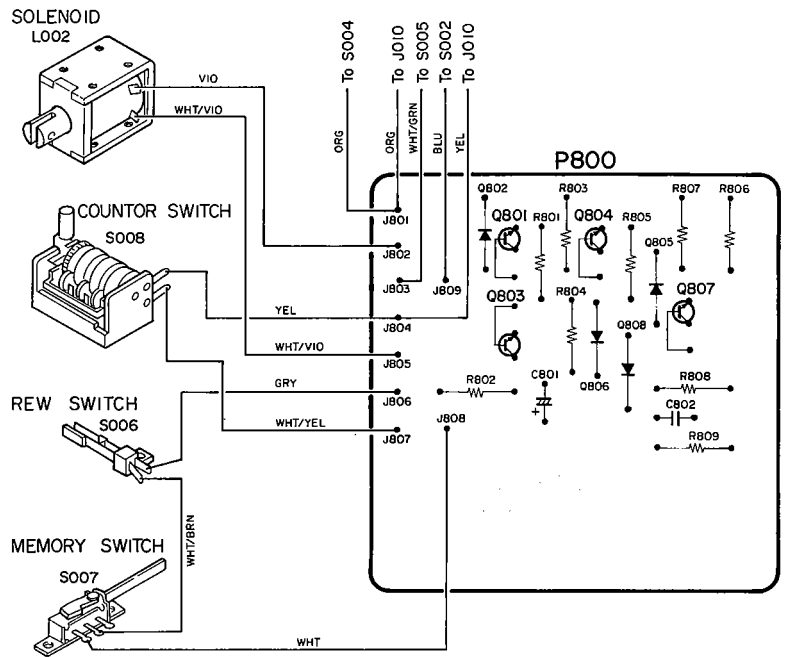 SOLENOID
L002
VIO
WHT/VIO
To S004
To J010
To S005
To S002
To J010
ORG
ORG
WHT/GRN
BLU
YEL
P800
COUNTOR SWITCH
S008
YEL
WHT/VIO
GRY
WHT/YEL
REW SWITCH
S006
WHT/BRN
MEMORY SWITCH
S007
WHT
J801
J802
J803
J809
J804
J805
J806
J807
J808
Q802
R803
R807
R806
Q801
R801
Q804
R805
Q805
Q803
R804
Q807
Q808
Q806
R802
C801
+
R808
C802
R809